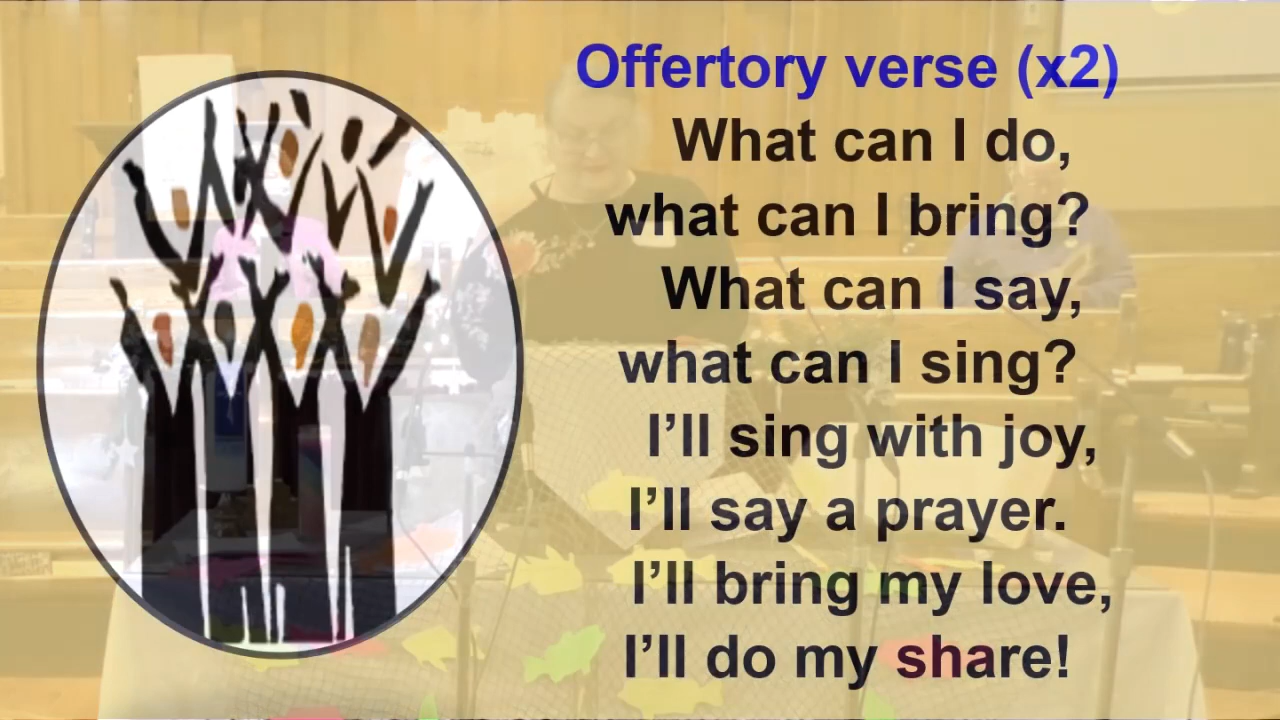 Offertory verse (x2)
What can I do,
what can I bring?
What can I say,
what can I sing?
I’ll sing with joy,
I’ll say a prayer.
I’ll bring my love,
I’ll do my share!